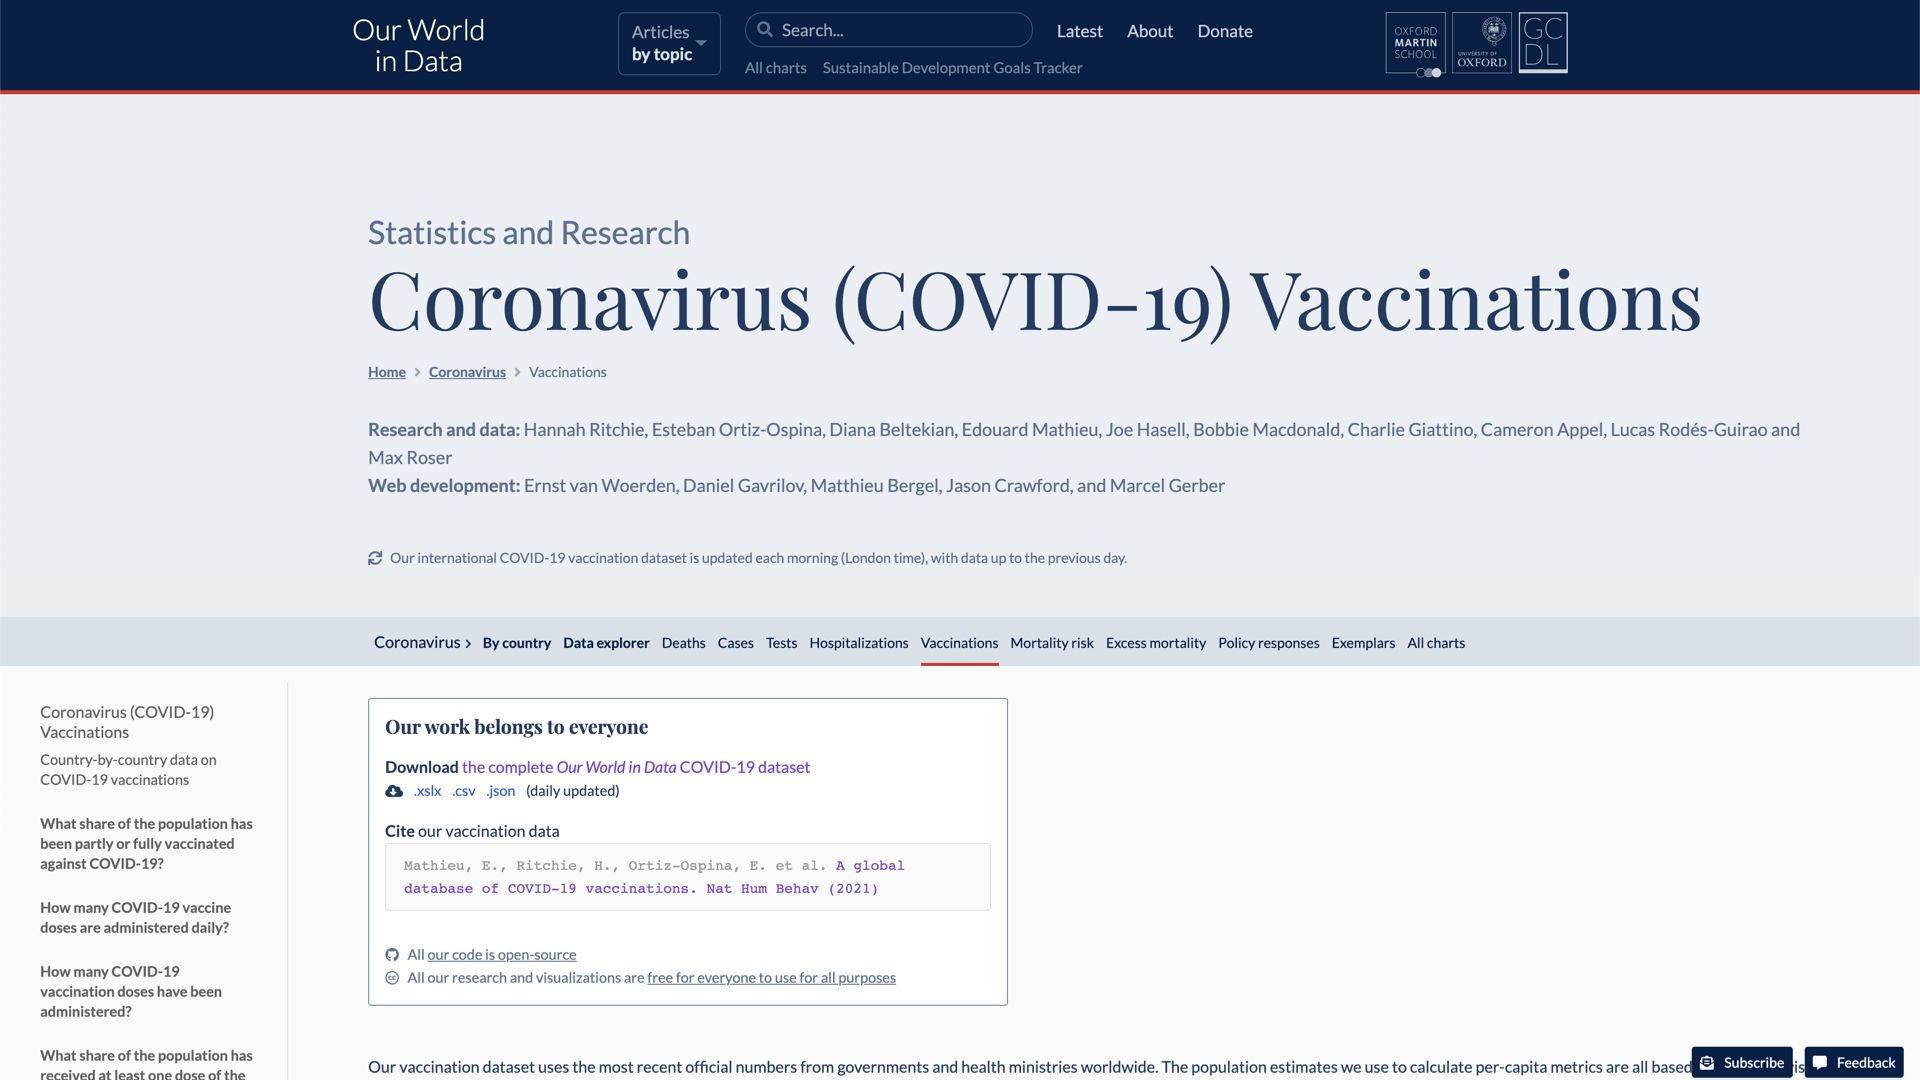 Our World
in Data
Articles
by topic
Search...
Latest
About
Donate
All charts
Sustainable Development Goals Tracker
OXFORD
MARTIN
SCHOOL
UNIVERSITY OF
OXFORD
GC
DL
Statistics and Research
Coronavirus (COVID-19) Vaccinations
Home > Coronavirus > Vaccinations
Research and data: Hannah Ritchie, Esteban Ortiz-Ospina, Diana Beltekian, Edouard Mathieu, Joe Hasell, Bobbie Macdonald, Charlie Giattino, Cameron Appel, Lucas Rodés-Guirao and
Max Roser
Web development: Ernst van Woerden, Daniel Gavrilov, Matthieu Bergel, Jason Crawford, and Marcel Gerber
Our international COVID-19 vaccination dataset is updated each morning (London time), with data up to the previous day.
Coronavirus > By country Data explorer Deaths Cases Tests Hospitalizations Vaccinations Mortality risk Excess mortality Policy responses Exemplars All charts
Coronavirus (COVID-19)
Vaccinations
Country-by-country data on
COVID-19 vaccinations
What share of the population has
been partly or fully vaccinated
against COVID-19?
How many COVID-19 vaccine
doses are administered daily?
How many COVID-19
vaccination doses have been
administered?
What share of the population has
received at least one dose of the
Our work belongs to everyone
Download the complete Our World in Data COVID-19 dataset
.xslx .csv .json (daily updated)
Cite our vaccination data
Mathieu, E., Ritchie, H., Ortiz-Ospina, E. et al. A global
database of COVID-19 vaccinations. Nat Hum Behav (2021)
All our code is open-source
All our research and visualizations are free for everyone to use for all purposes
Our vaccination dataset uses the most recent official numbers from governments and health ministries worldwide. The population estimates we use to calculate per-capita metrics are all based
Subscribe
Feedback